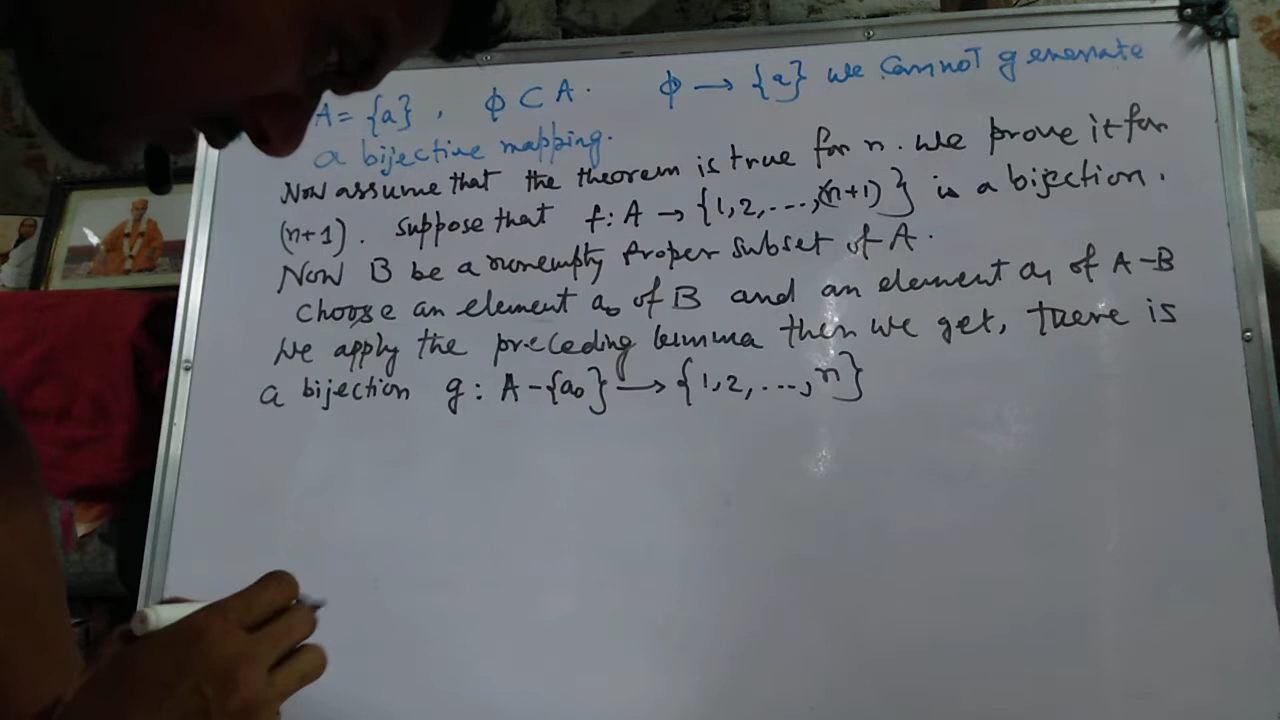 A = {a}, ϕ ⊂ A. ϕ → {a} we cannot generate
a bijective mapping.
Now assume that the theorem is true for n. We prove it for
(n+1). Suppose that f: A → {1, 2, ..., (n+1)} is a bijection.
Now B be a nonempty Proper subset of A.
Choose an element a₀ of B and an element a₁ of A - B
We apply the preceding lemma then we get, there is
a bijection g: A - {a₀} → {1, 2, ..., n}